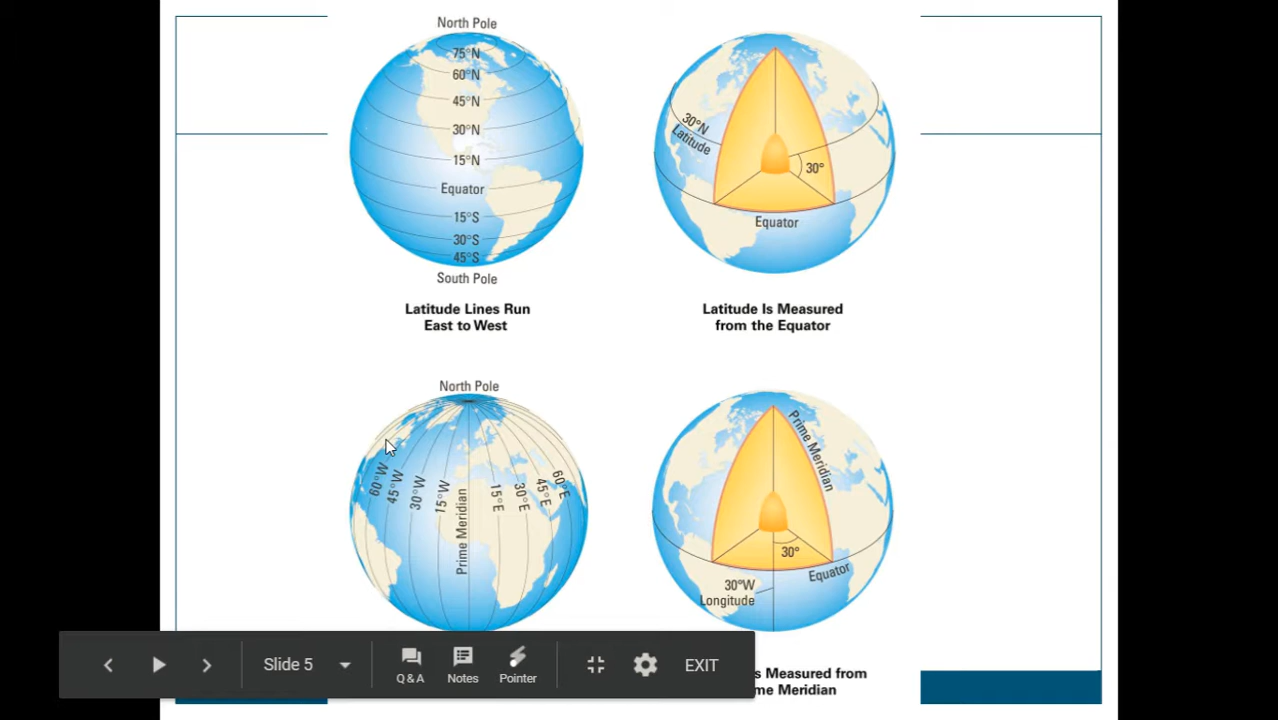 North Pole
75°N
60°N
45°N
30°N
15°N
Equator
15°S
30°S
45°S
South Pole
Latitude Lines Run
East to West
30°N
Latitude
30°
Equator
Latitude Is Measured
from the Equator
North Pole
60°W
45°W
30°W
15°W
Prime Meridian
15°E
30°E
45°E
60°E
Prime Meridian
30°
Equator
30°W
Longitude
s Measured from
me Meridian
Slide 5
Q&A
Notes
Pointer
EXIT